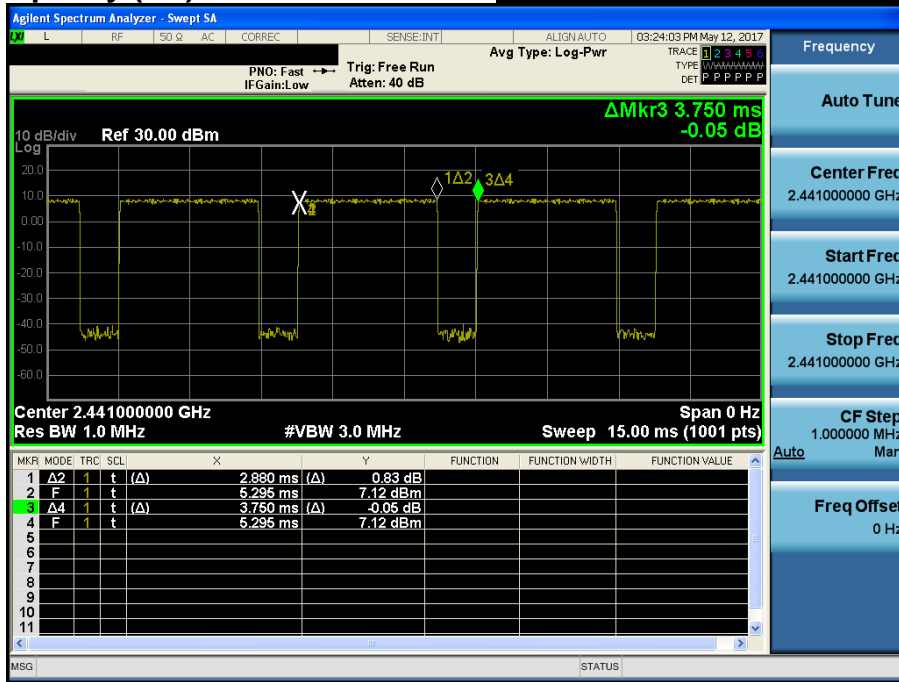 Agilent Spectrum Analyzer - Swept SA
LXI L RF 50 Ω AC CORREC SENSE:INT ALIGN AUTO 03:24:03 PM May 12, 2017
Avg Type: Log-Pwr TRACE 1 2 3 4 5 6
PNO: Fast Trig: Free Run TYPE WWWWWW
IFGain:Low Atten: 40 dB DET P P P P P P
ΔMkr3 3.750 ms
10 dB/div Ref 30.00 dBm -0.05 dB
Log
20.0
1Δ2 3Δ4
10.0
0.00
-10.0
-20.0
-30.0
-40.0
-50.0
-60.0
Center 2.441000000 GHz Span 0 Hz
Res BW 1.0 MHz #VBW 3.0 MHz Sweep 15.00 ms (1001 pts)
MKR MODE TRC SCL X Y FUNCTION FUNCTION WIDTH FUNCTION VALUE
1 Δ2 1 t (Δ) 2.880 ms (Δ) 0.83 dB
2 F 1 t 5.295 ms 7.12 dBm
3 Δ4 1 t (Δ) 3.750 ms (Δ) -0.05 dB
4 F 1 t 5.295 ms 7.12 dBm
5
6
7
8
9
10
11
MSG STATUS
Frequency
Auto Tune
Center Freq
2.441000000 GHz
Start Freq
2.441000000 GHz
Stop Freq
2.441000000 GHz
CF Step
1.000000 MHz
Auto Man
Freq Offset
0 Hz